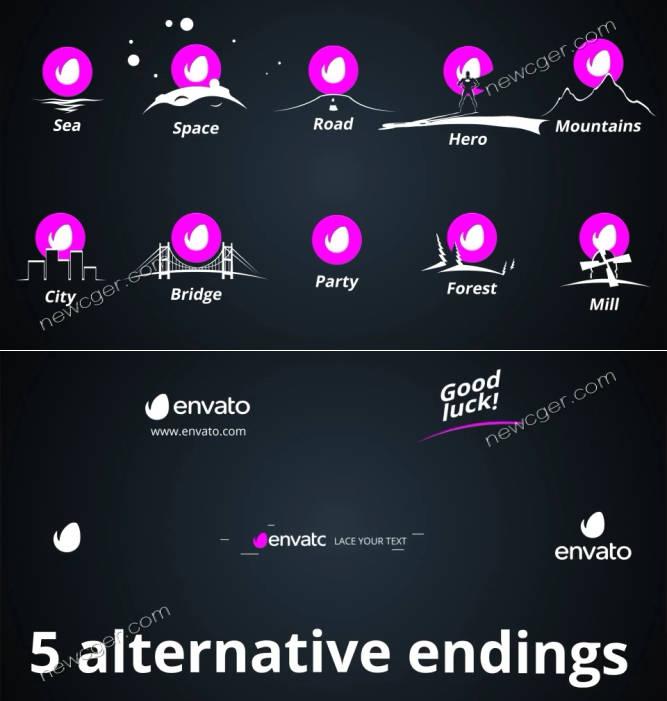 newcger.com
Sea
Space
Road
Hero
Mountains
City
Bridge
Party
Forest
Mill
newcger.com
envato
www.envato.com
Good
luck!
newcger.com
envatc LACE YOUR TEXT
envato
5 alternative endings
newcger.com